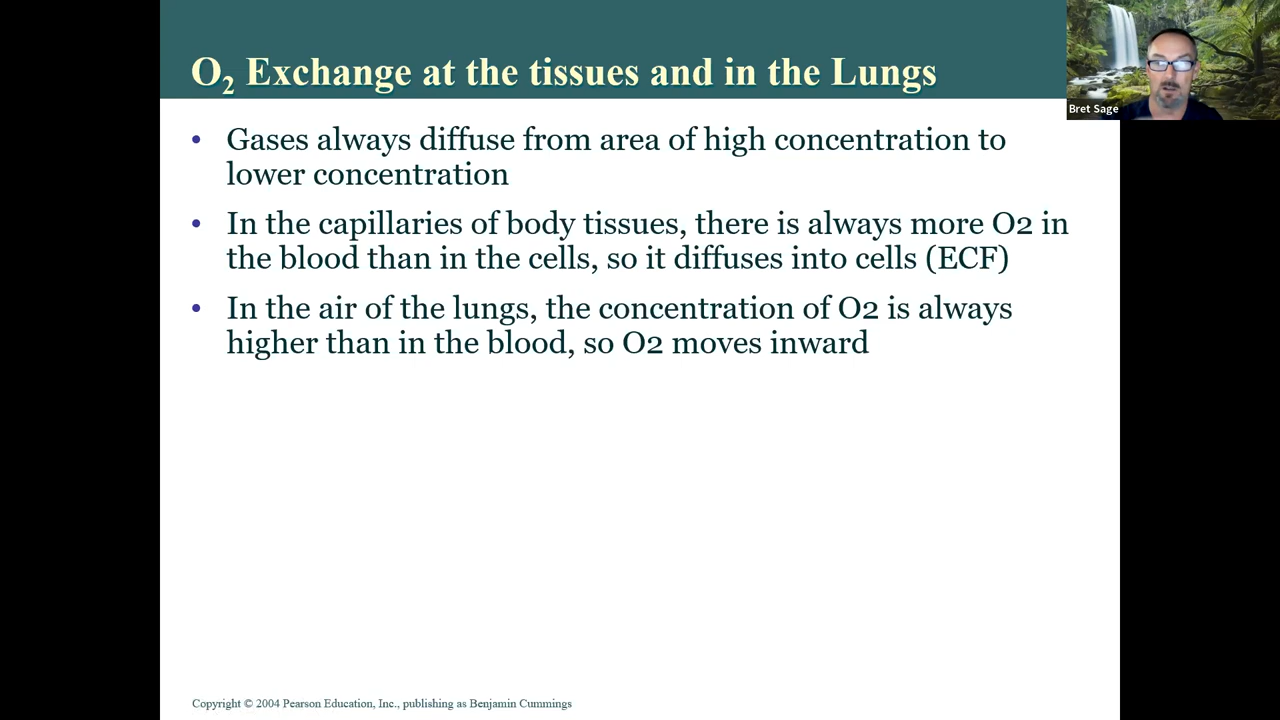 O₂ Exchange at the tissues and in the Lungs
Bret Sage
• Gases always diffuse from area of high concentration to
lower concentration
• In the capillaries of body tissues, there is always more O2 in
the blood than in the cells, so it diffuses into cells (ECF)
• In the air of the lungs, the concentration of O2 is always
higher than in the blood, so O2 moves inward
Copyright © 2004 Pearson Education, Inc., publishing as Benjamin Cummings